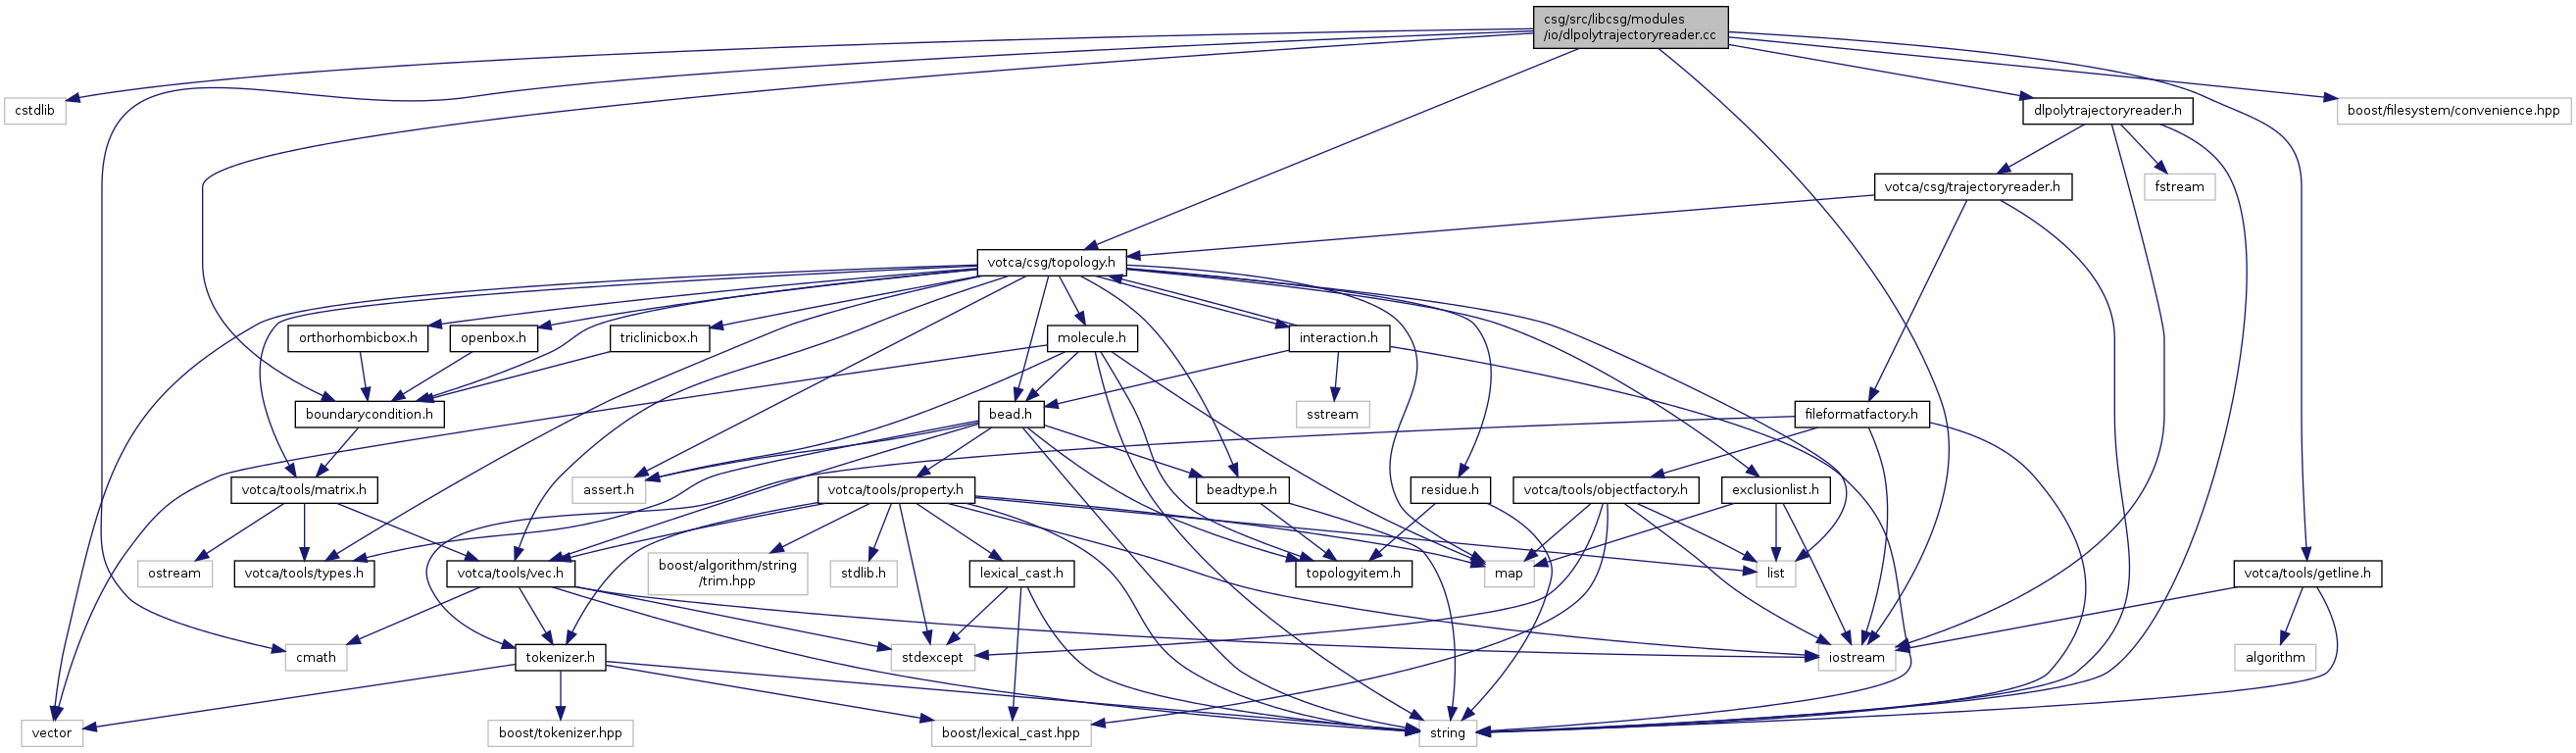 csg/src/libcsg/modules
/io/dlpolytrajectoryreader.cc
cstdlib
dlpolytrajectoryreader.h
boost/filesystem/convenience.hpp
votca/csg/trajectoryreader.h
fstream
votca/csg/topology.h
orthorhombicbox.h
openbox.h
triclinicbox.h
molecule.h
interaction.h
boundarycondition.h
bead.h
sstream
fileformatfactory.h
votca/tools/matrix.h
assert.h
votca/tools/property.h
beadtype.h
residue.h
votca/tools/objectfactory.h
exclusionlist.h
ostream
votca/tools/types.h
votca/tools/vec.h
boost/algorithm/string
/trim.hpp
stdlib.h
lexical_cast.h
topologyitem.h
map
list
votca/tools/getline.h
cmath
tokenizer.h
stdexcept
iostream
algorithm
vector
boost/tokenizer.hpp
boost/lexical_cast.hpp
string